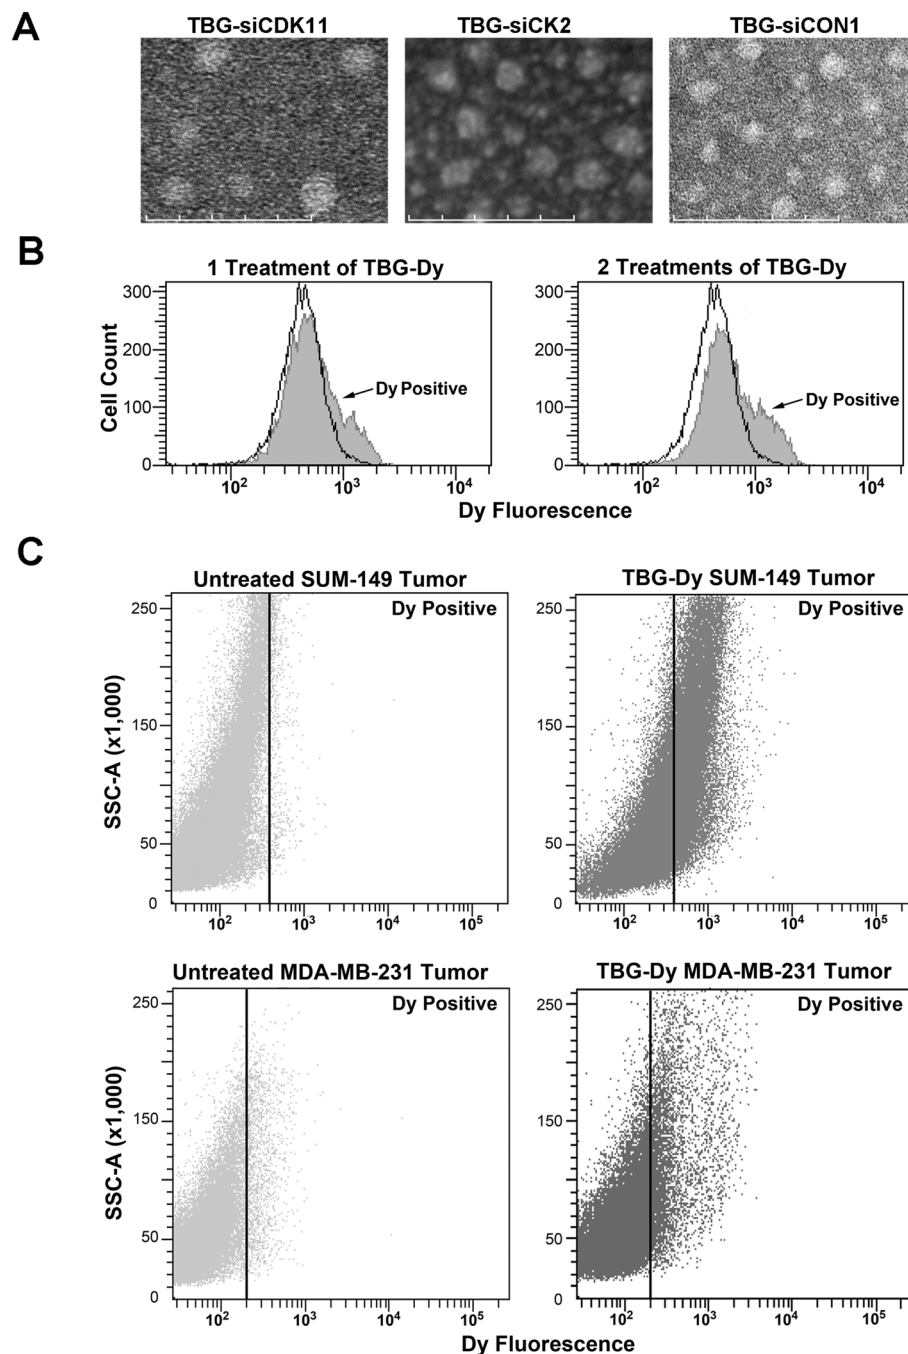 A
TBG-siCDK11 TBG-siCK2 TBG-siCON1
B
1 Treatment of TBG-Dy 2 Treatments of TBG-Dy
Cell Count
300 200 100 0
Dy Positive
10² 10³ 10⁴
300 200 100 0
Dy Positive
10² 10³ 10⁴
Dy Fluorescence
C
Untreated SUM-149 Tumor TBG-Dy SUM-149 Tumor
SSC-A (x1,000)
250 150 50 0
Dy Positive
10² 10³ 10⁴ 10⁵
250 150 50 0
Dy Positive
10² 10³ 10⁴ 10⁵
Untreated MDA-MB-231 Tumor TBG-Dy MDA-MB-231 Tumor
SSC-A (x1,000)
250 150 50 0
Dy Positive
10² 10³ 10⁴ 10⁵
250 150 50 0
Dy Positive
10² 10³ 10⁴ 10⁵
Dy Fluorescence